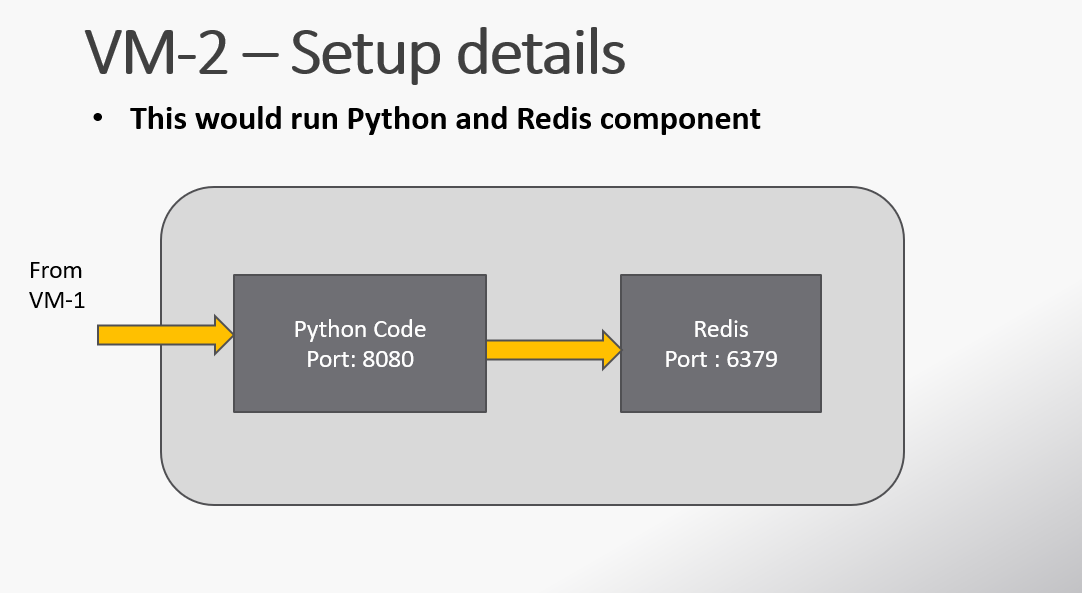 VM-2 – Setup details
• This would run Python and Redis component
From
VM-1
Python Code
Port: 8080
Redis
Port : 6379